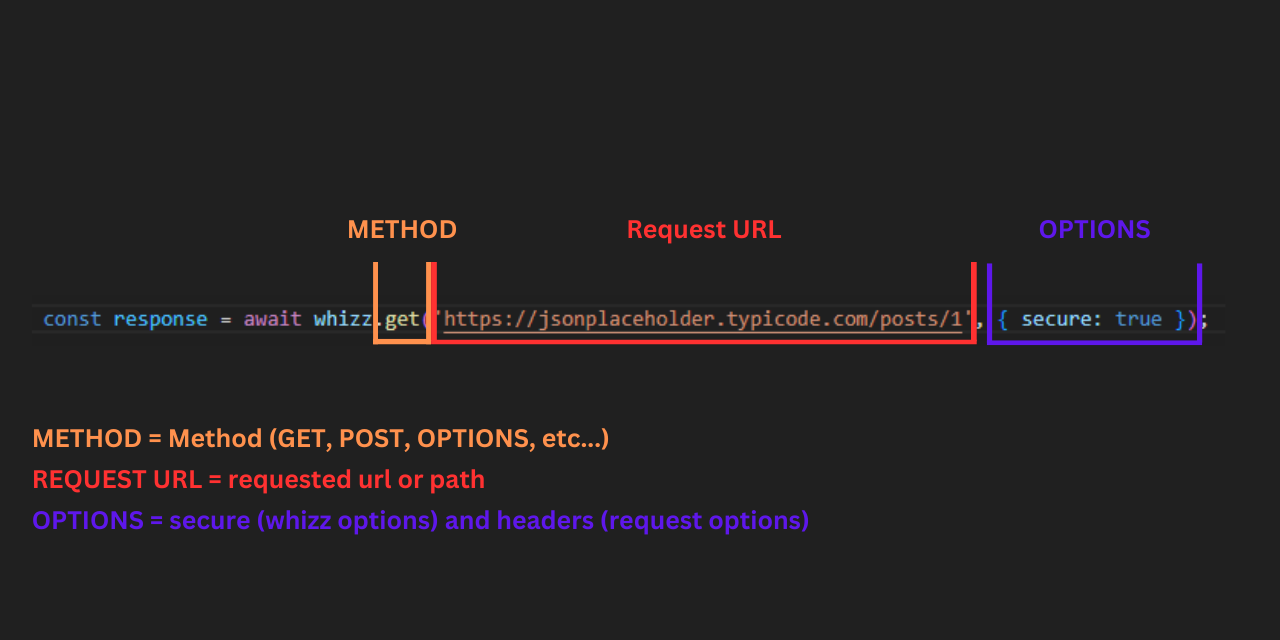 METHOD Request URL OPTIONS
const response = await whizz.get('https://jsonplaceholder.typicode.com/posts/1', { secure: true });
METHOD = Method (GET, POST, OPTIONS, etc...)
REQUEST URL = requested url or path
OPTIONS = secure (whizz options) and headers (request options)